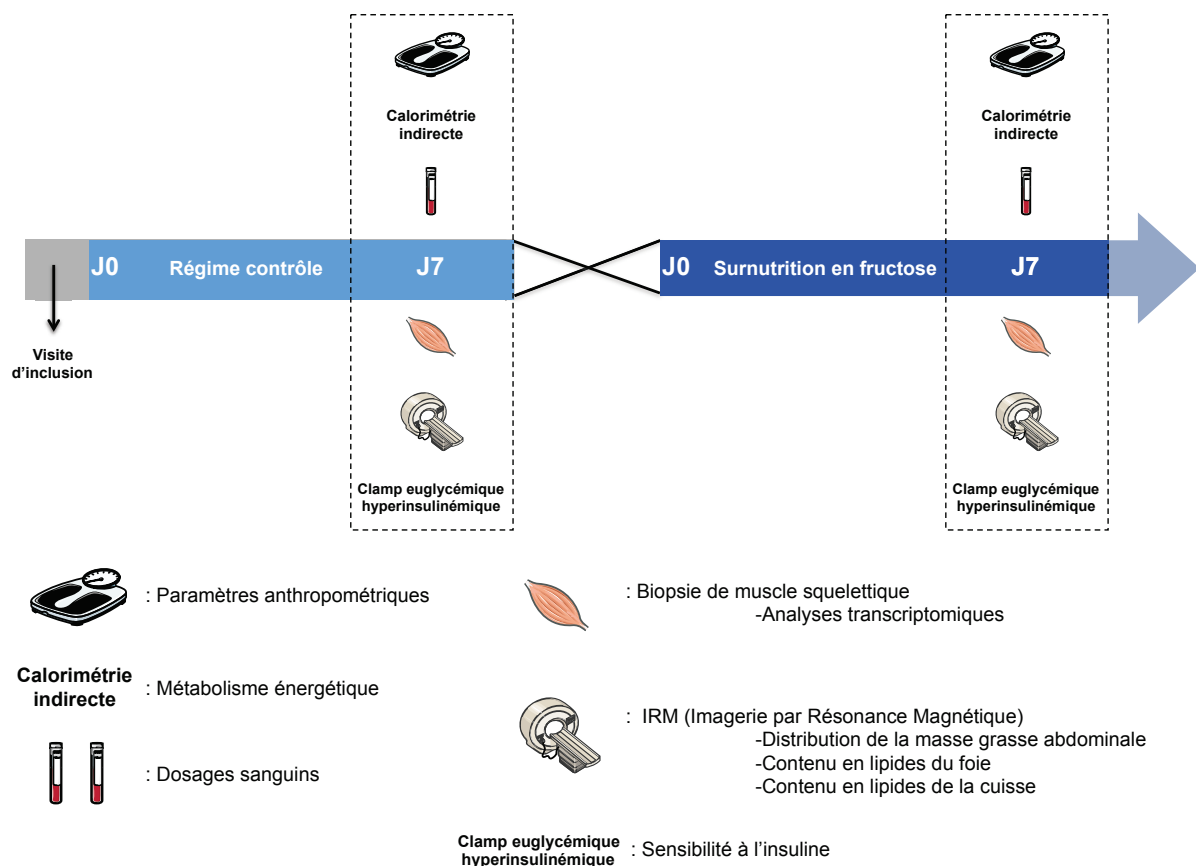 Calorimétrie
indirecte
Calorimétrie
indirecte
J0 Régime contrôle J7
J0 Surnutrition en fructose J7
Visite
d'inclusion
Clamp euglycémique
hyperinsulinémique
Clamp euglycémique
hyperinsulinémique
: Paramètres anthropométriques
: Biopsie de muscle squelettique
-Analyses transcriptomiques
Calorimétrie
indirecte
: Métabolisme énergétique
: IRM (Imagerie par Résonance Magnétique)
-Distribution de la masse grasse abdominale
-Contenu en lipides du foie
-Contenu en lipides de la cuisse
: Dosages sanguins
Clamp euglycémique
hyperinsulinémique
: Sensibilité à l'insuline